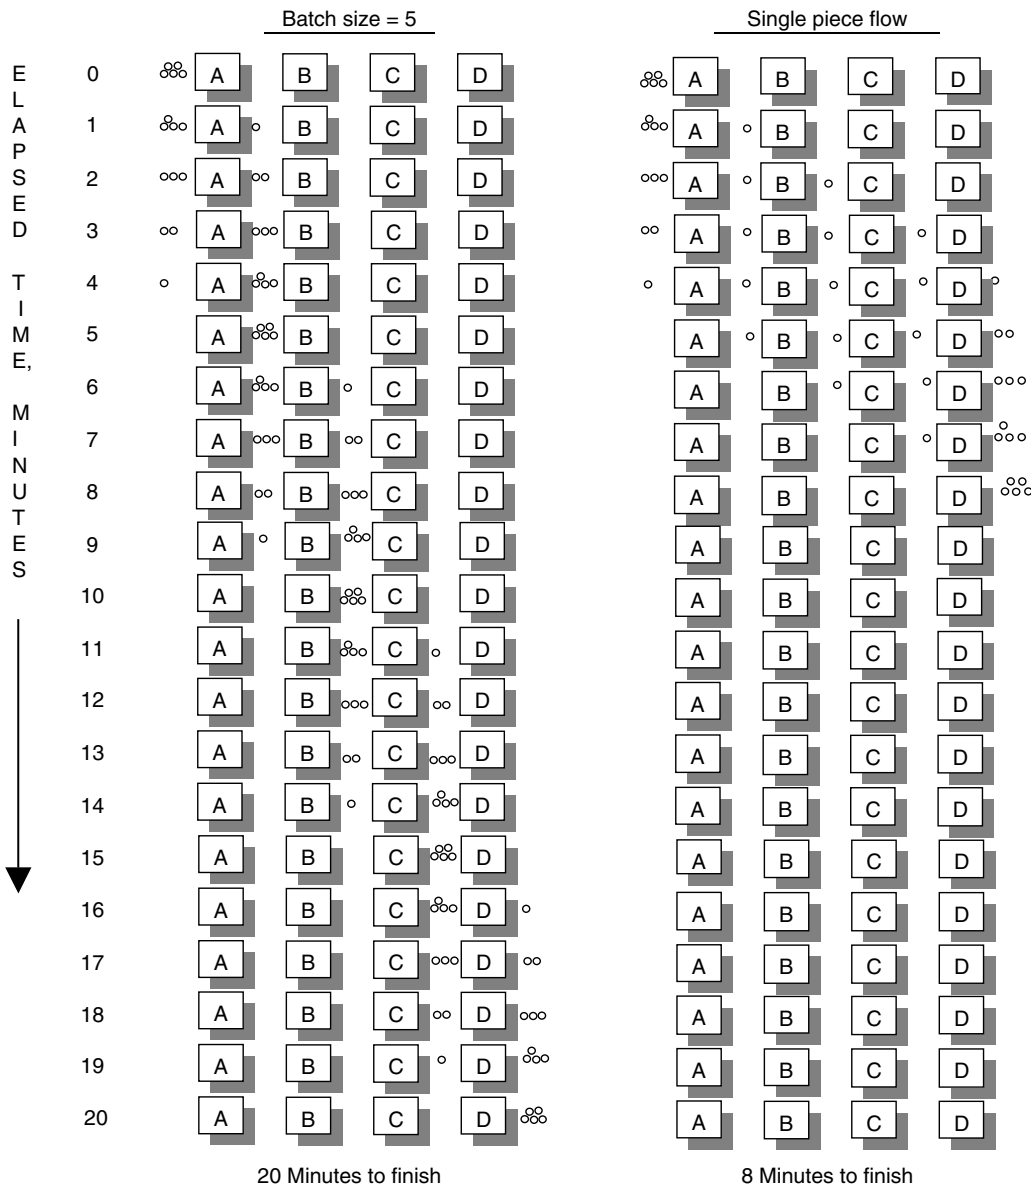 Batch size = 5 Single piece flow
ELAPSED TIME, MINUTES
0 A B C D A B C D
1 A B C D A B C D
2 A B C D A B C D
3 A B C D A B C D
4 A B C D A B C D
5 A B C D A B C D
6 A B C D A B C D
7 A B C D A B C D
8 A B C D A B C D
9 A B C D A B C D
10 A B C D A B C D
11 A B C D A B C D
12 A B C D A B C D
13 A B C D A B C D
14 A B C D A B C D
15 A B C D A B C D
16 A B C D A B C D
17 A B C D A B C D
18 A B C D A B C D
19 A B C D A B C D
20 A B C D A B C D
20 Minutes to finish 8 Minutes to finish